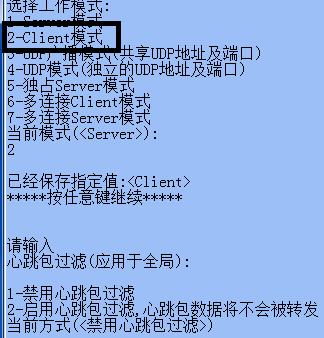 选择工作模式:
1-Server模式
2-Client模式
3-UDP广播模式(共享UDP地址及端口)
4-UDP模式(独立的UDP地址及端口)
5-独占Server模式
6-多连接Client模式
7-多连接Server模式
当前模式(<Server>):
2
已经保存指定值:<Client>
*****按任意键继续*****
请输入
心跳包过滤(应用于全局):
1-禁用心跳包过滤
2-启用心跳包过滤,心跳包数据将不会被转发
当前方式(<禁用心跳包过滤>)